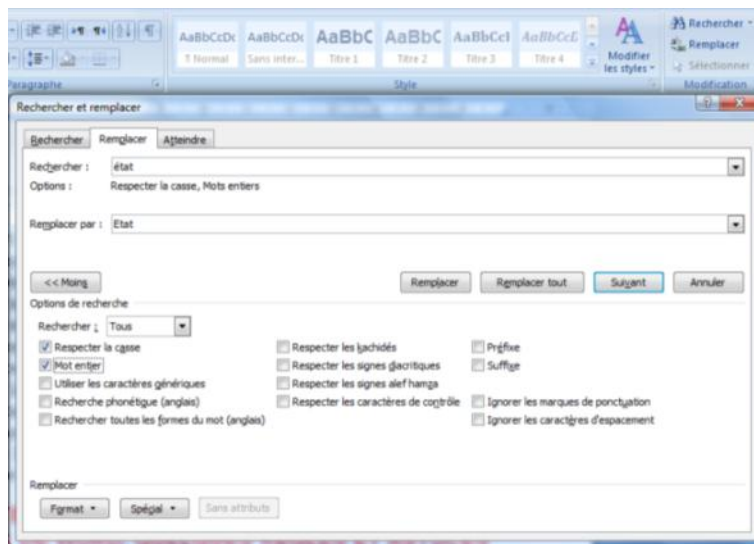 AaBbCcDc AaBbCcDc AaBbC AaBbC AaBbCcI AaBbCcE
¶ Normal Sans inter... Titre 1 Titre 2 Titre 3 Titre 4
Modifier les styles
Rechercher
Remplacer
Sélectionner
Paragraphe Style Modification
Rechercher et remplacer
Rechercher Remplacer Atteindre
Rechercher : état
Options : Respecter la casse, Mots entiers
Remplacer par : Etat
<< Moins Remplacer Remplacer tout Suivant Annuler
Options de recherche
Rechercher : Tous
Respecter la casse Respecter les kachidés Préfixe
Mot entier Respecter les signes diacritiques Suffixe
Utiliser les caractères génériques Respecter les signes alef hamza
Recherche phonétique (anglais) Respecter les caractères de contrôle Ignorer les marques de ponctuation
Rechercher toutes les formes du mot (anglais) Ignorer les caractères d'espacement
Remplacer
Format Spécial Sans attributs